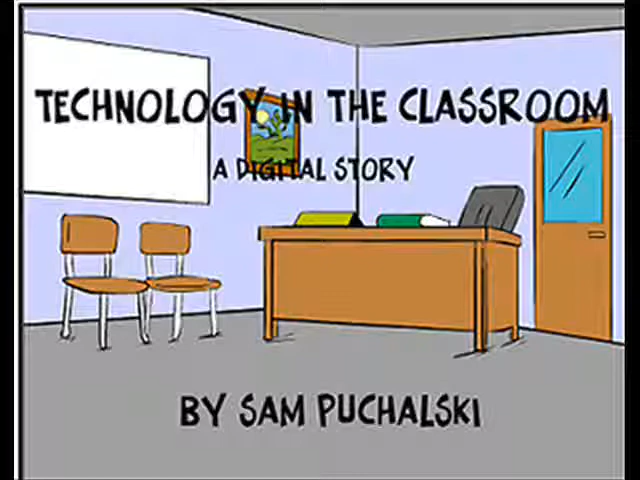 TECHNOLOGY IN THE CLASSROOM
A DIGITAL STORY
BY SAM PUCHALSKI